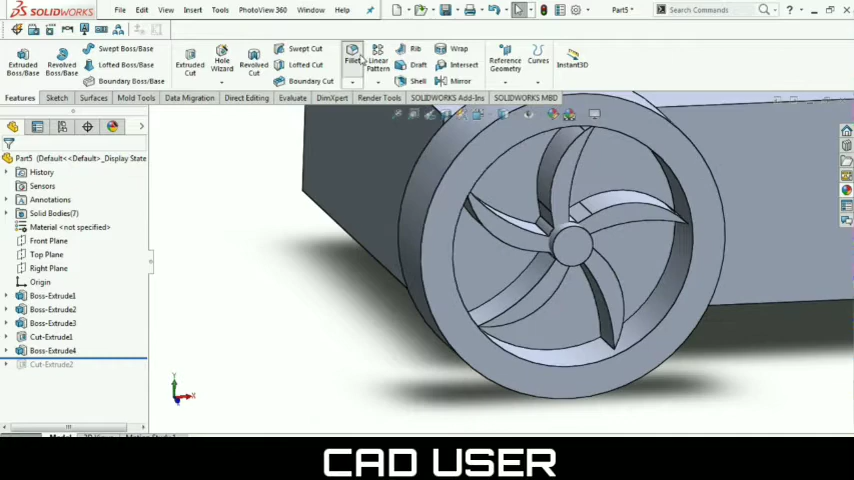 SOLIDWORKS File Edit View Insert Tools PhotoView 360 Window Help Part5 * Search Commands ?
Extruded Boss/Base Revolved Boss/Base Swept Boss/Base Lofted Boss/Base Boundary Boss/Base Extruded Cut Hole Wizard Revolved Cut Swept Cut Lofted Cut Boundary Cut Fillet Linear Pattern Rib Draft Shell Wrap Intersect Mirror Reference Geometry Curves Instant3D
Features Sketch Surfaces Mold Tools Data Migration Direct Editing Evaluate DimXpert Render Tools SOLIDWORKS Add-Ins SOLIDWORKS MBD
Part5 (Default<<Default>_Display State
History
Sensors
Annotations
Solid Bodies(7)
Material <not specified>
Front Plane
Top Plane
Right Plane
Origin
Boss-Extrude1
Boss-Extrude2
Boss-Extrude3
Cut-Extrude1
Boss-Extrude4
Cut-Extrude2
Y
X
CAD USER